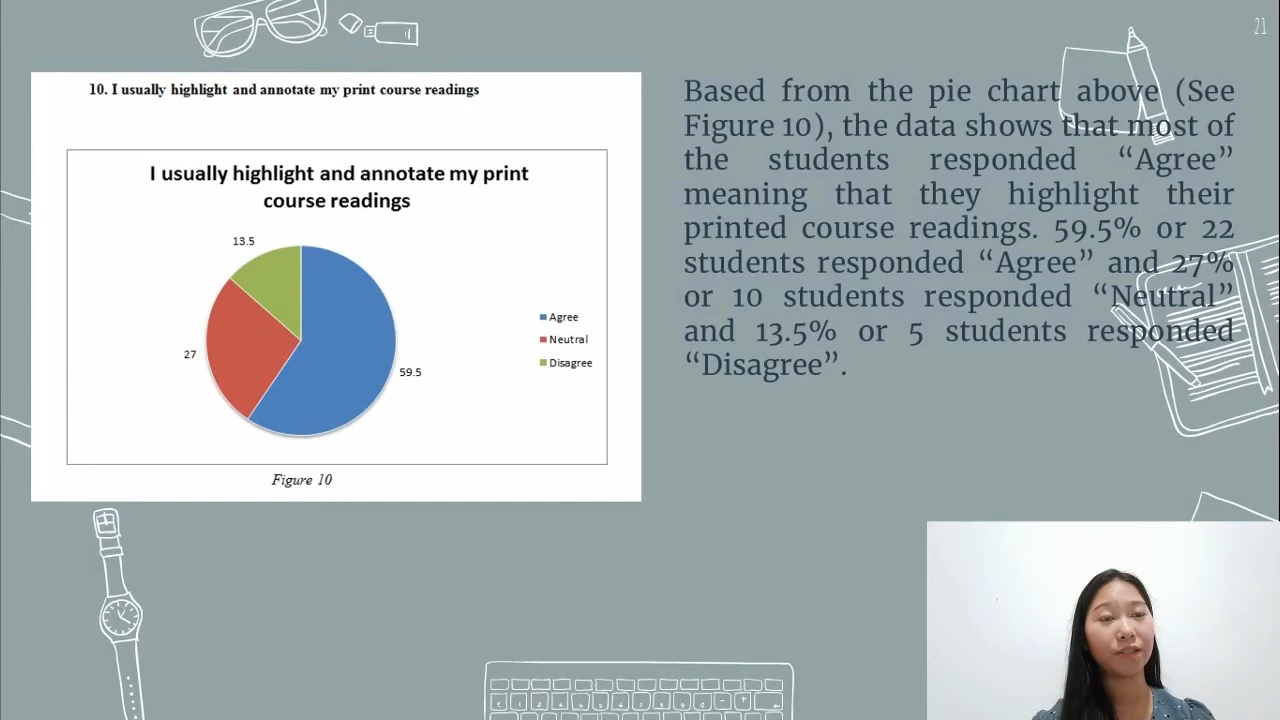 21
10. I usually highlight and annotate my print course readings
I usually highlight and annotate my print
course readings
13.5
27
59.5
Agree
Neutral
Disagree
Figure 10
Based from the pie chart above (See
Figure 10), the data shows that most of
the students responded “Agree”
meaning that they highlight their
printed course readings. 59.5% or 22
students responded “Agree” and 27%
or 10 students responded “Neutral”
and 13.5% or 5 students responded
“Disagree”.